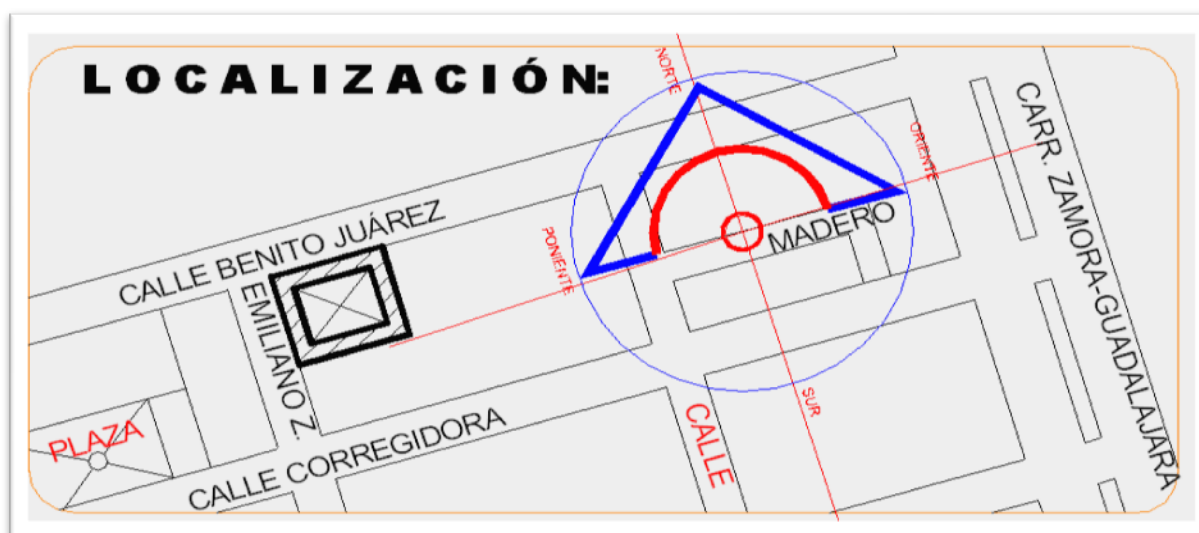 LOCALIZACIÓN:
NORTE
ORIENTE
CARR. ZAMORA-GUADALAJARA
CALLE BENITO JUÁREZ
PONIENTE
MADERO
EMILIANO Z.
SUR
PLAZA
CALLE
CALLE CORREGIDORA